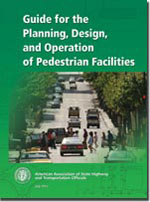 Guide for the
Planning, Design,
and Operation
of Pedestrian Facilities
American Association of State Highway
and Transportation Officials